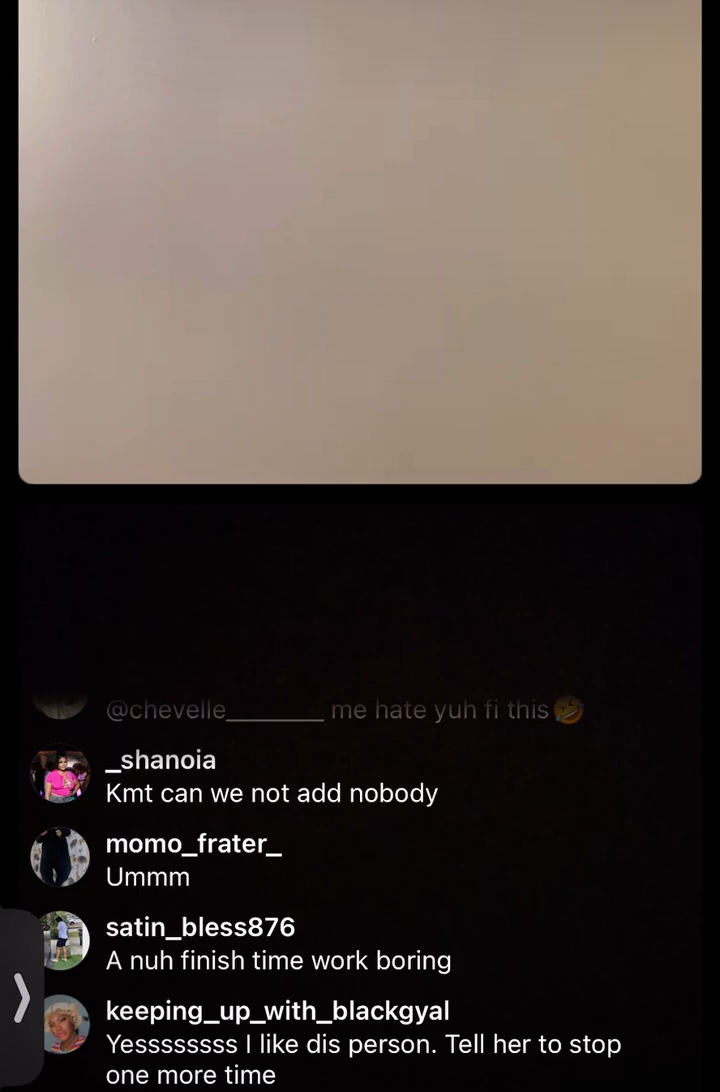 @chevelle________ me hate yuh fi this🤣
_shanoia
Kmt can we not add nobody
momo_frater_
Ummm
satin_bless876
A nuh finish time work boring
keeping_up_with_blackgyal
Yessssssss I like dis person. Tell her to stop
one more time